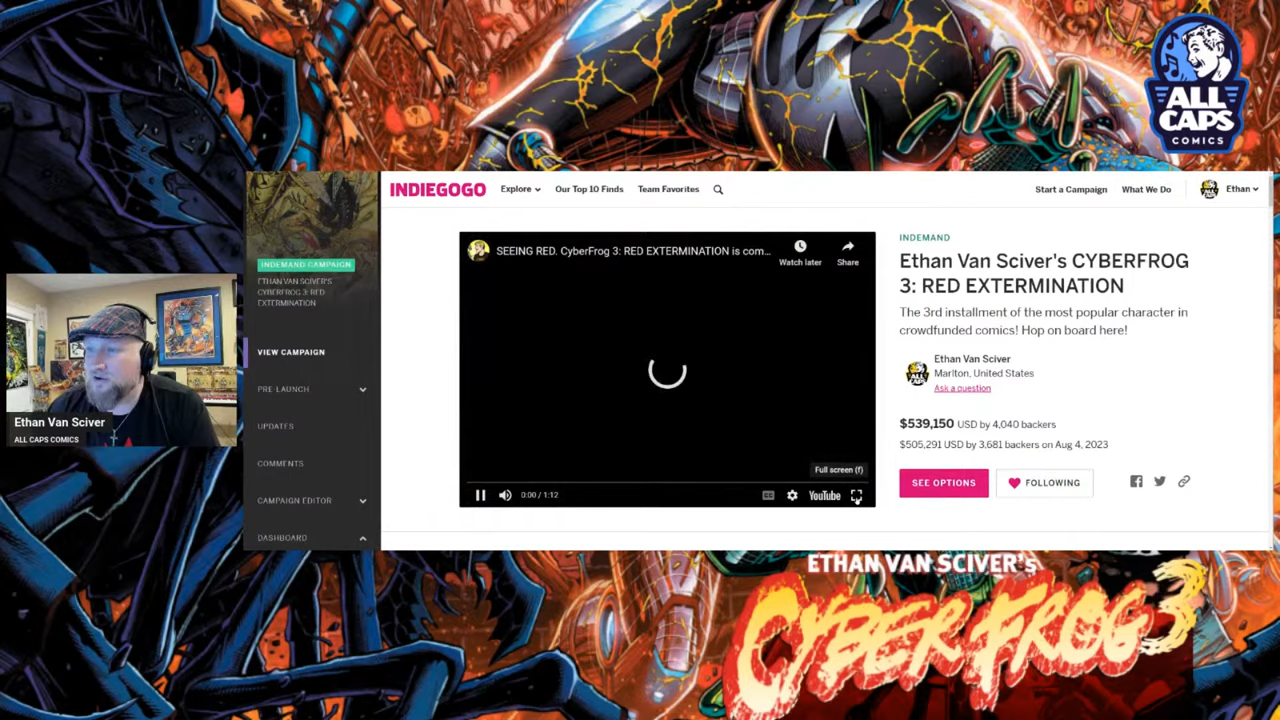 ALL
CAPS
COMICS
INDIEGOGO
Explore
Our Top 10 Finds
Team Favorites
Start a Campaign
What We Do
Ethan
INDEMAND CAMPAIGN
ETHAN VAN SCIVER'S
CYBERFROG 3: RED
EXTERMINATION
VIEW CAMPAIGN
PRE-LAUNCH
UPDATES
COMMENTS
CAMPAIGN EDITOR
DASHBOARD
SEEING RED. CyberFrog 3: RED EXTERMINATION is com...
Watch later
Share
Full screen (f)
0:00 / 1:12
CC
YouTube
INDEMAND
Ethan Van Sciver's CYBERFROG
3: RED EXTERMINATION
The 3rd installment of the most popular character in
crowdfunded comics! Hop on board here!
ALL
CAPS
Ethan Van Sciver
Marlton, United States
Ask a question
$539,150 USD by 4,040 backers
$505,291 USD by 3,681 backers on Aug 4, 2023
SEE OPTIONS
FOLLOWING
Ethan Van Sciver
ALL CAPS COMICS
ETHAN VAN SCIVER's
CYBERFROG 3